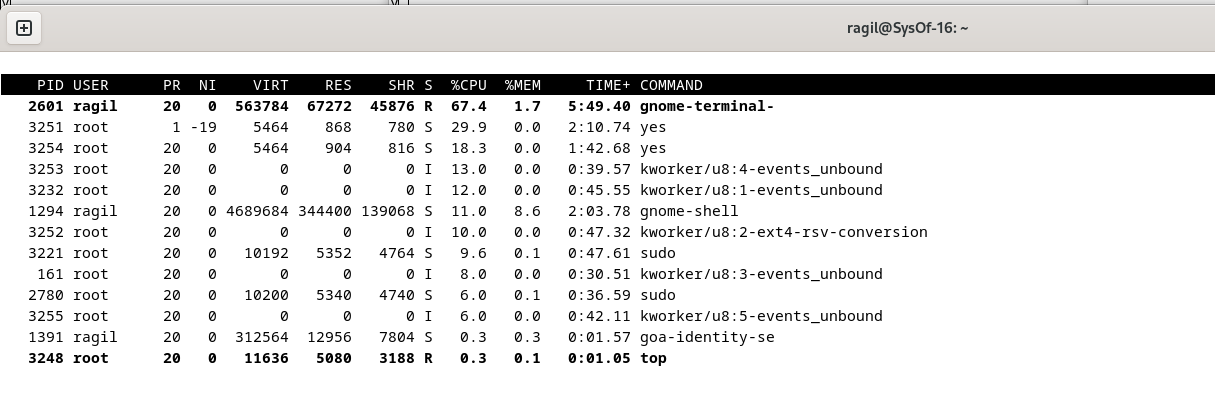 ragil@SysOf-16: ~
PID USER PR NI VIRT RES SHR S %CPU %MEM TIME+ COMMAND
2601 ragil 20 0 563784 67272 45876 R 67.4 1.7 5:49.40 gnome-terminal-
3251 root 1 -19 5464 868 780 S 29.9 0.0 2:10.74 yes
3254 root 20 0 5464 904 816 S 18.3 0.0 1:42.68 yes
3253 root 20 0 0 0 0 I 13.0 0.0 0:39.57 kworker/u8:4-events_unbound
3232 root 20 0 0 0 0 I 12.0 0.0 0:45.55 kworker/u8:1-events_unbound
1294 ragil 20 0 4689684 344400 139068 S 11.0 8.6 2:03.78 gnome-shell
3252 root 20 0 0 0 0 I 10.0 0.0 0:47.32 kworker/u8:2-ext4-rsv-conversion
3221 root 20 0 10192 5352 4764 S 9.6 0.1 0:47.61 sudo
161 root 20 0 0 0 0 I 8.0 0.0 0:30.51 kworker/u8:3-events_unbound
2780 root 20 0 10200 5340 4740 S 6.0 0.1 0:36.59 sudo
3255 root 20 0 0 0 0 I 6.0 0.0 0:42.11 kworker/u8:5-events_unbound
1391 ragil 20 0 312564 12956 7804 S 0.3 0.3 0:01.57 goa-identity-se
3248 root 20 0 11636 5080 3188 R 0.3 0.1 0:01.05 top